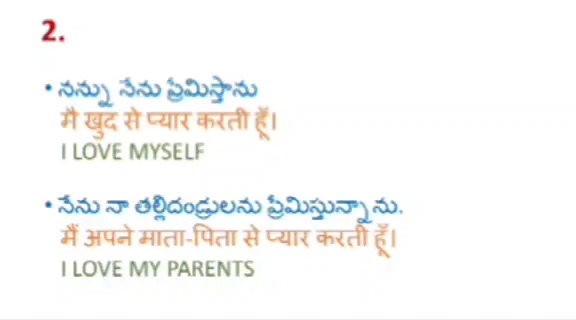 2.
• నన్ను నేను ప్రేమిస్తాను
मै खुद से प्यार करती हूँ।
I LOVE MYSELF
• నేను నా తల్లిదండ్రులను ప్రేమిస్తున్నాను.
मैं अपने माता-पिता से प्यार करती हूँ।
I LOVE MY PARENTS